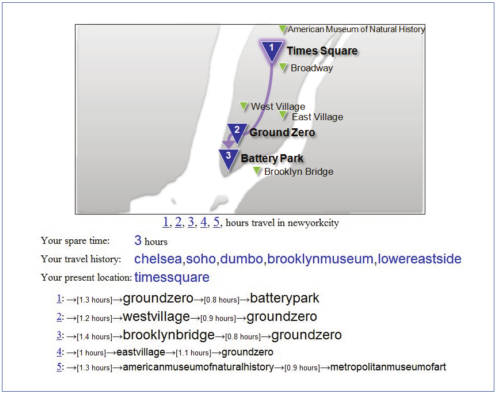 American Museum of Natural History
1 Times Square
Broadway
West Village
East Village
2 Ground Zero
3 Battery Park
Brooklyn Bridge
1, 2, 3, 4, 5, hours travel in newyorkcity
Your spare time: 3 hours
Your travel history: chelsea,soho,dumbo,brooklynmuseum,lowereastside
Your present location: timessquare
1: →[1.3 hours]→groundzero→[0.8 hours]→batterypark
2: →[1.2 hours]→westvillage→[0.9 hours]→groundzero
3: →[1.4 hours]→brooklynbridge→[0.8 hours]→groundzero
4: →[1 hours]→eastvillage→[1.1 hours]→groundzero
5: →[1.3 hours]→americanmuseumofnaturalhistory→[0.9 hours]→metropolitanmuseumofart